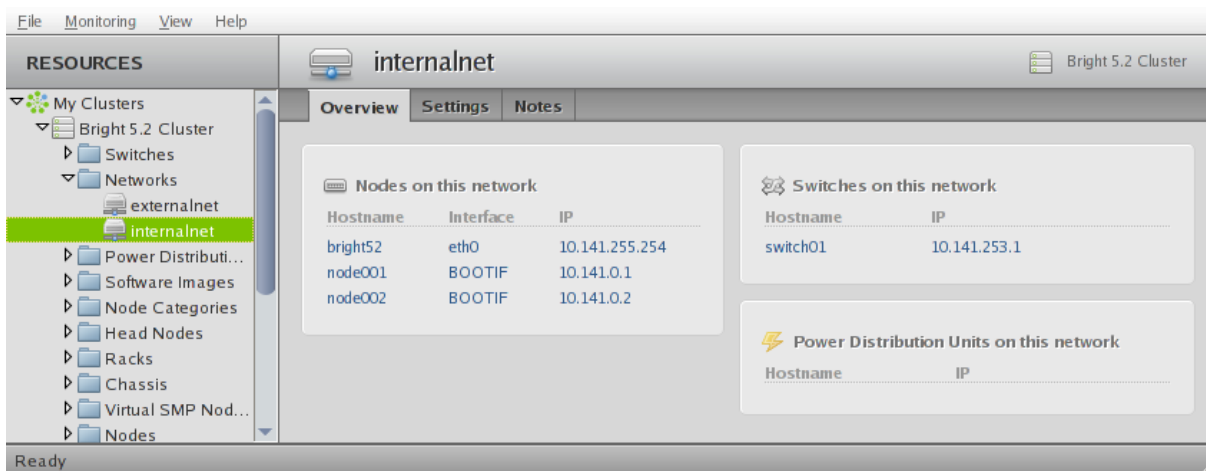 File Monitoring View Help
RESOURCES
My Clusters
Bright 5.2 Cluster
Switches
Networks
externalnet
internalnet
Power Distributi...
Software Images
Node Categories
Head Nodes
Racks
Chassis
Virtual SMP Nod...
Nodes
internalnet
Bright 5.2 Cluster
Overview Settings Notes
Nodes on this network
Hostname Interface IP
bright52 eth0 10.141.255.254
node001 BOOTIF 10.141.0.1
node002 BOOTIF 10.141.0.2
Switches on this network
Hostname IP
switch01 10.141.253.1
Power Distribution Units on this network
Hostname IP
Ready